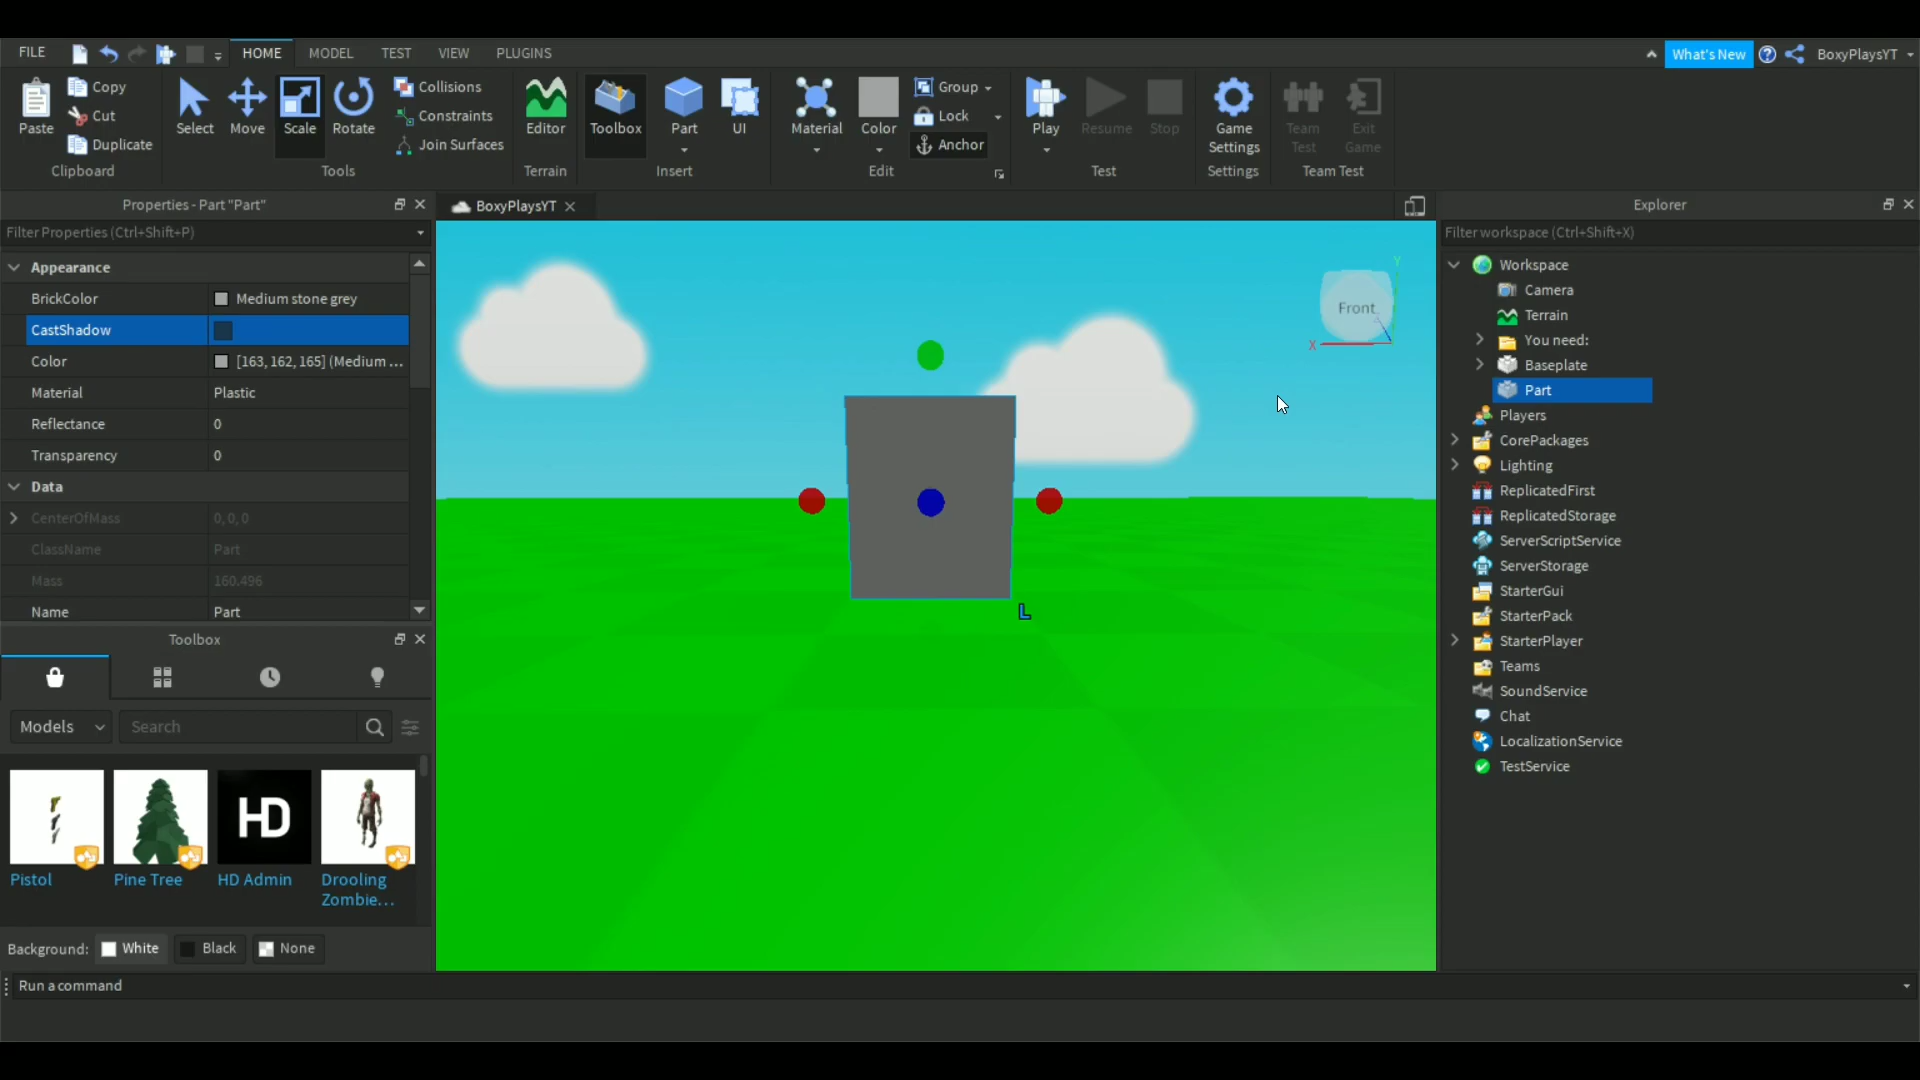 FILE
HOME
MODEL
TEST
VIEW
PLUGINS
What's New
BoxyPlaysYT
Paste
Copy
Cut
Duplicate
Clipboard
Select
Move
Scale
Rotate
Collisions
Constraints
Join Surfaces
Tools
Editor
Terrain
Toolbox
Part
UI
Insert
Material
Color
Group
Lock
Anchor
Edit
Play
Resume
Stop
Test
Game
Settings
Settings
Team
Test
Exit
Game
Team Test
Properties - Part "Part"
Filter Properties (Ctrl+Shift+P)
Appearance
BrickColor Medium stone grey
CastShadow
Color [163, 162, 165] (Medium ...
Material Plastic
Reflectance 0
Transparency 0
Data
CenterOfMass 0, 0, 0
ClassName Part
Mass 160.496
Name Part
Toolbox
Models
Search
Pistol
Pine Tree
HD
HD Admin
Drooling
Zombie...
Background: White Black None
Run a command
BoxyPlaysYT
Front
Y
X
L
Explorer
Filter workspace (Ctrl+Shift+X)
Workspace
Camera
Terrain
You need:
Baseplate
Part
Players
CorePackages
Lighting
ReplicatedFirst
ReplicatedStorage
ServerScriptService
ServerStorage
StarterGui
StarterPack
StarterPlayer
Teams
SoundService
Chat
LocalizationService
TestService